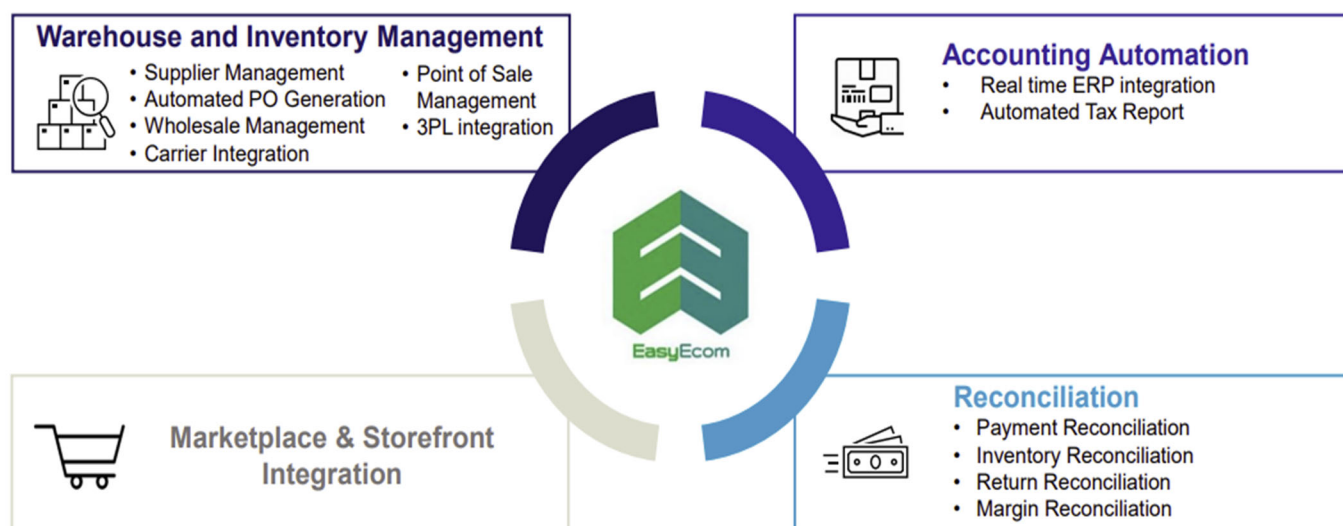 Warehouse and Inventory Management
• Supplier Management
• Automated PO Generation
• Wholesale Management
• Carrier Integration
• Point of Sale
Management
• 3PL integration
Accounting Automation
• Real time ERP integration
• Automated Tax Report
EasyEcom
Marketplace & Storefront
Integration
Reconciliation
• Payment Reconciliation
• Inventory Reconciliation
• Return Reconciliation
• Margin Reconciliation